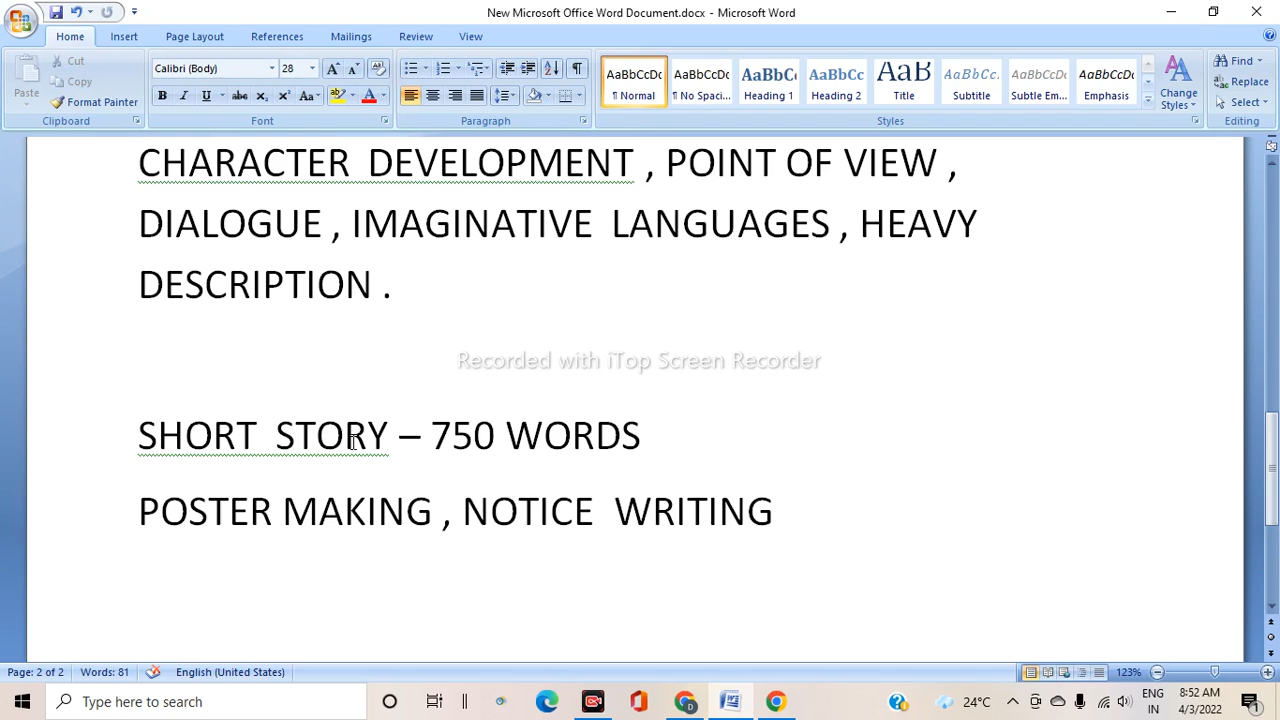 New Microsoft Office Word Document.docx - Microsoft Word
Home Insert Page Layout References Mailings Review View
Paste
Cut
Copy
Format Painter
Clipboard
Calibri (Body) 28
B I U abc x₂ x² Aa
Font
Paragraph
AaBbCcDc AaBbCcDc AaBbCc AaBbCc AaB AaBbCc. AaBbCcDc AaBbCcDc
¶ Normal ¶ No Spaci... Heading 1 Heading 2 Title Subtitle Subtle Em... Emphasis
Styles
Change Styles
Find
Replace
Select
Editing
CHARACTER DEVELOPMENT , POINT OF VIEW ,
DIALOGUE , IMAGINATIVE LANGUAGES , HEAVY
DESCRIPTION .
Recorded with iTop Screen Recorder
SHORT STORY – 750 WORDS
POSTER MAKING , NOTICE WRITING
Page: 2 of 2 Words: 81 English (United States) 123%
Type here to search
24°C
ENG
IN
8:52 AM
4/3/2022